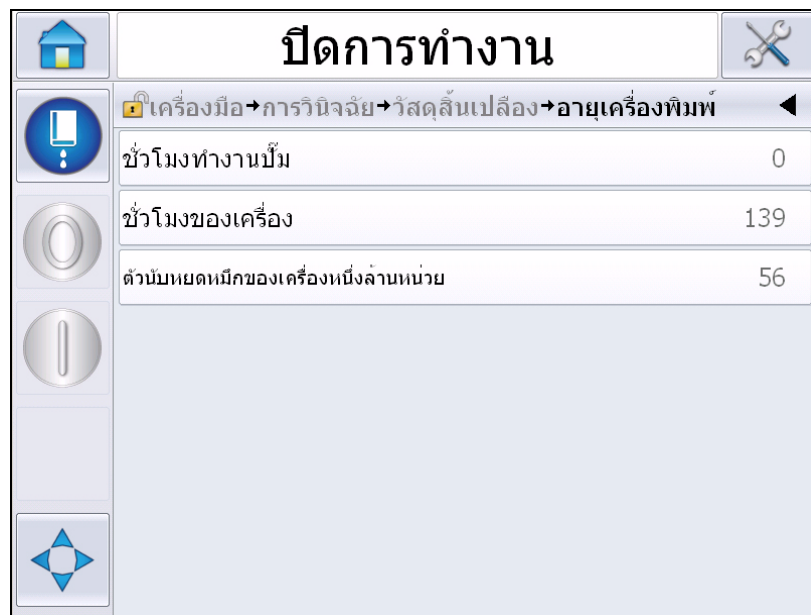 ปิดการทำงาน
เครื่องมือ→การวินิจฉัย→วัสดุสิ้นเปลือง→อายุเครื่องพิมพ์
ชั่วโมงทำงานปั๊ม 0
ชั่วโมงของเครื่อง 139
ตัวนับหยดหมึกของเครื่องหนึ่งล้านหน่วย 56